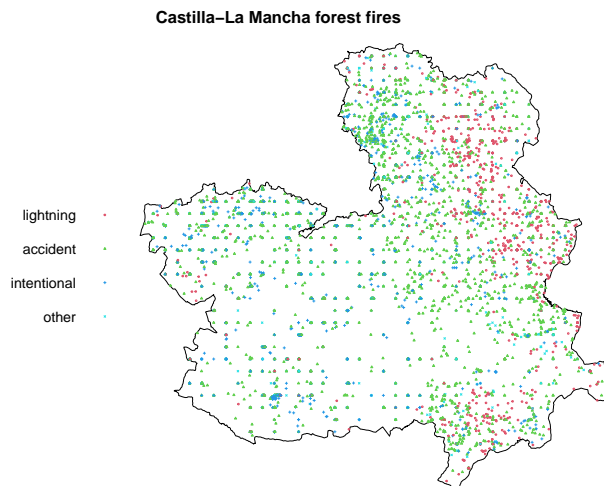 Castilla–La Mancha forest fires
lightning
accident
intentional
other